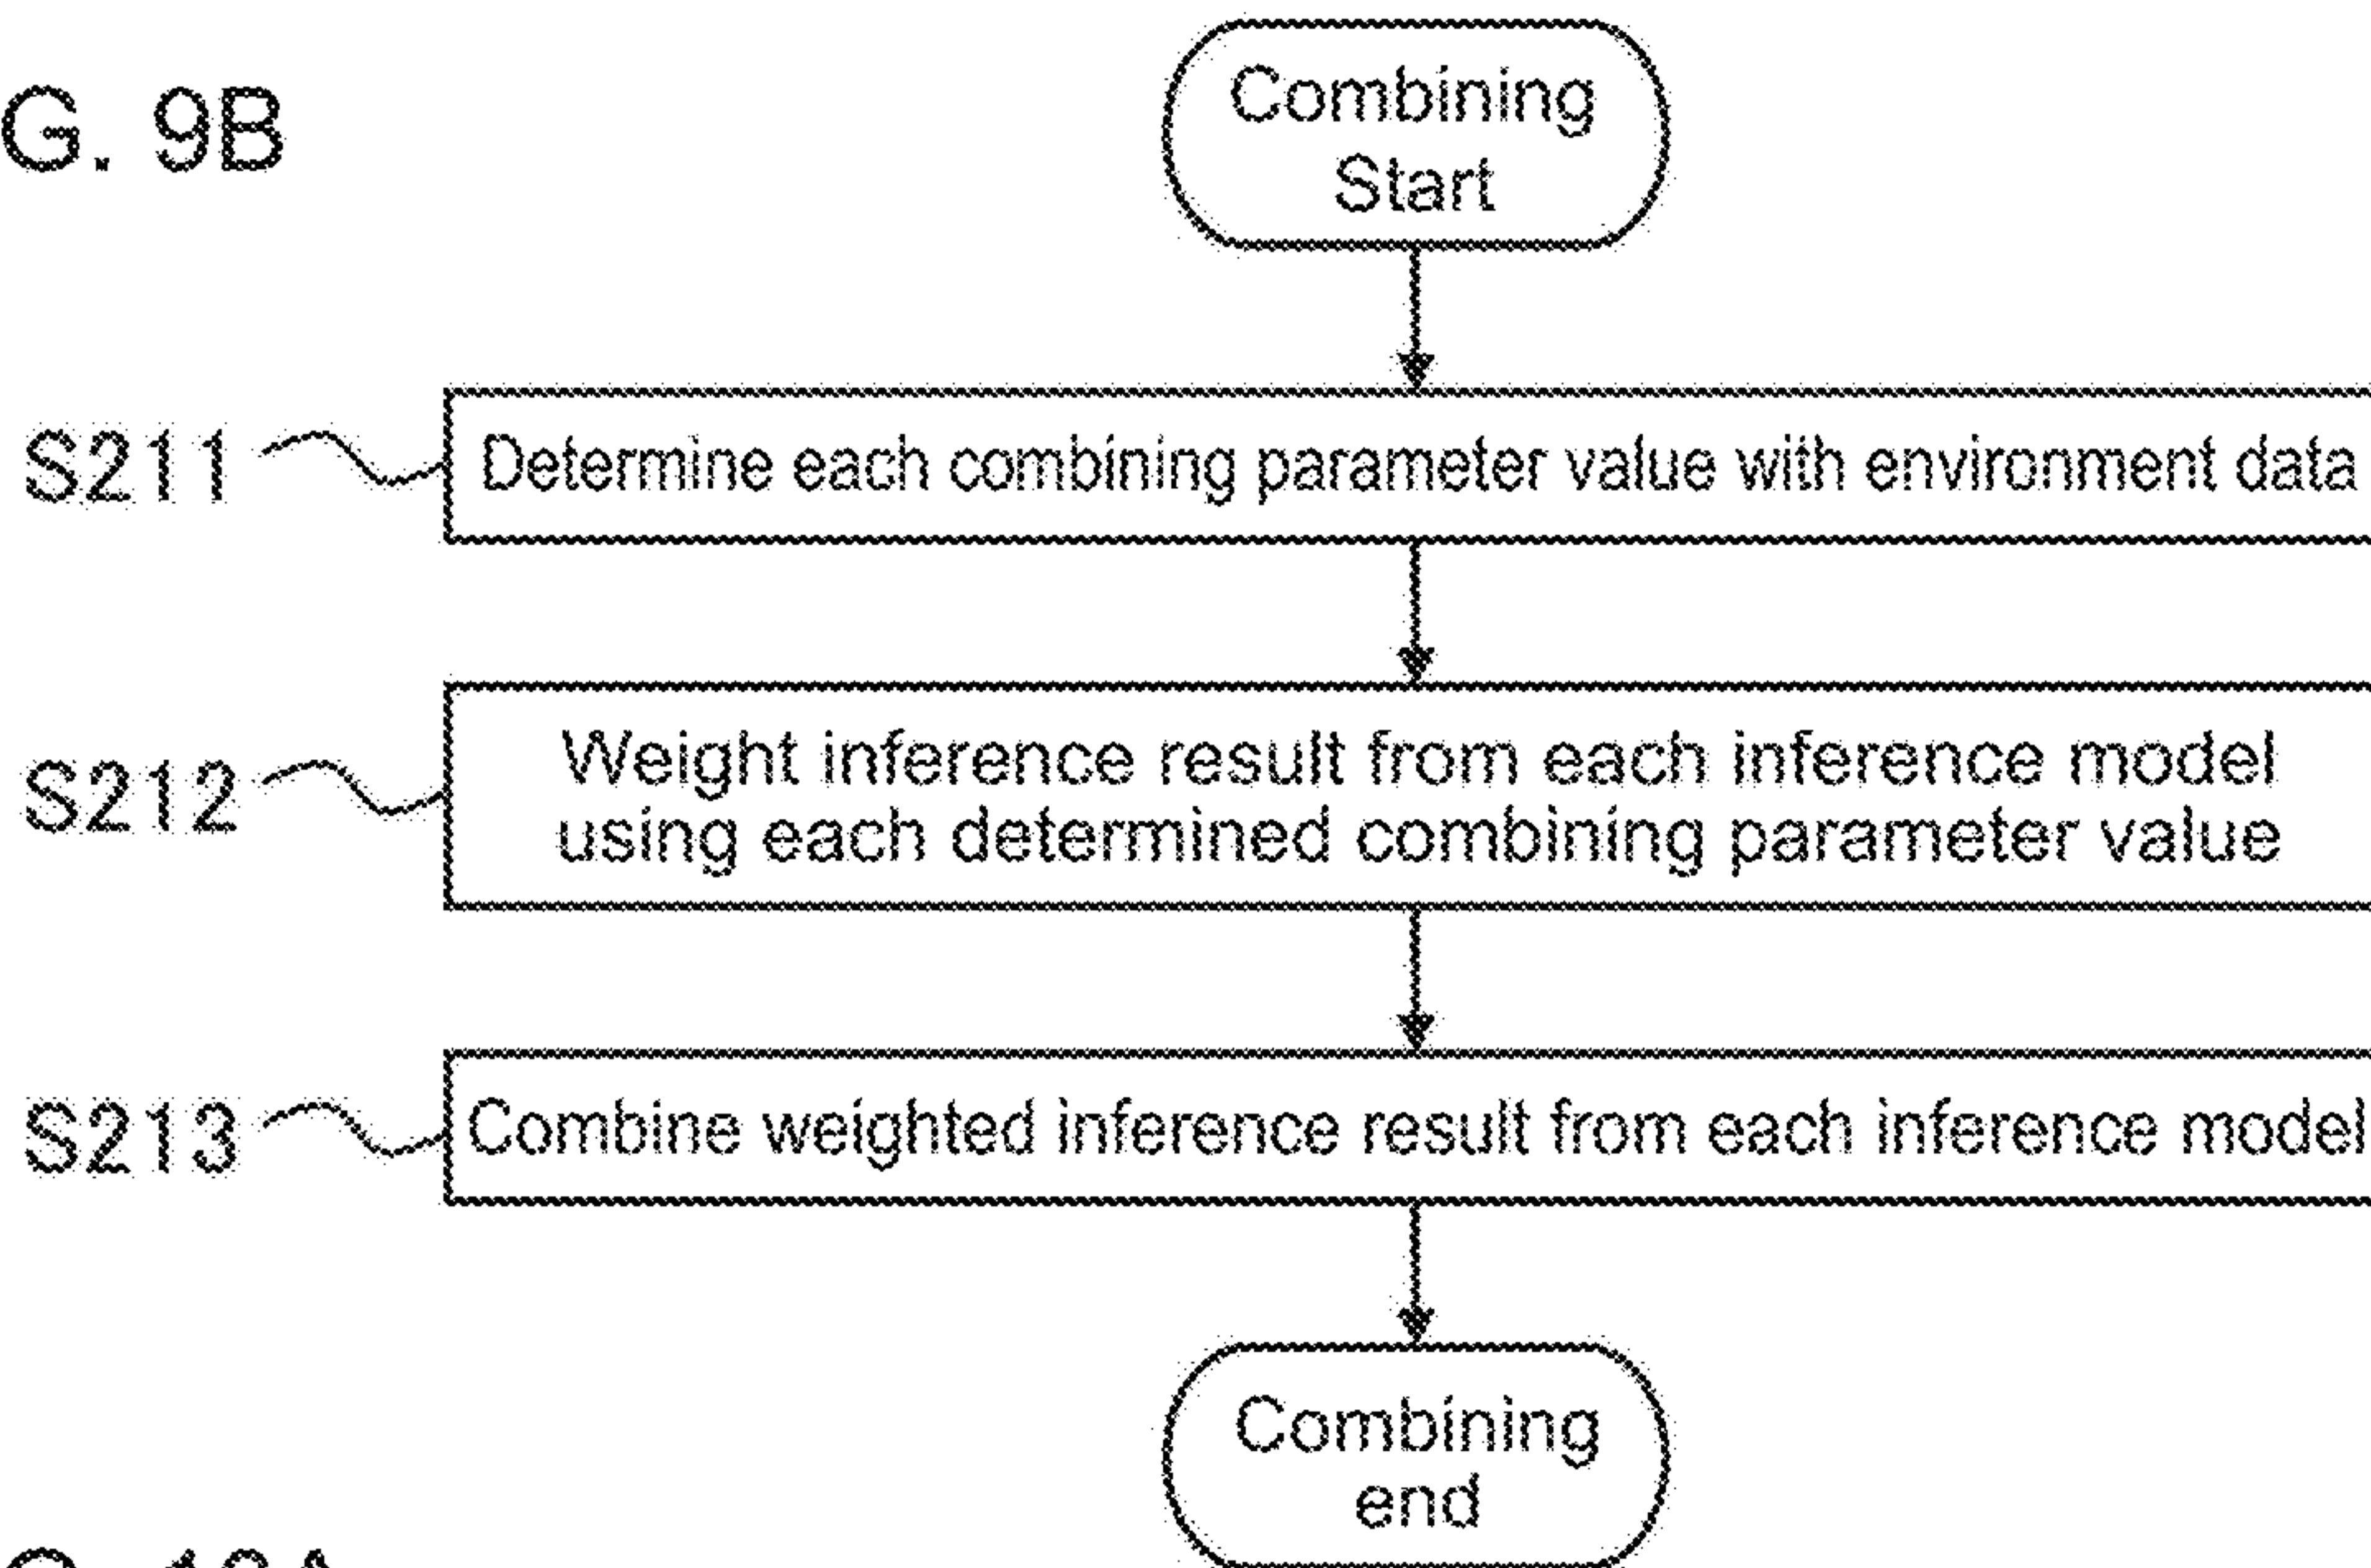 G. 9B
Combining
Start
S211
Determine each combining parameter value with environment data
S212
Weight inference result from each inference model
using each determined combining parameter value
S213
Combine weighted inference result from each inference model
Combining
end